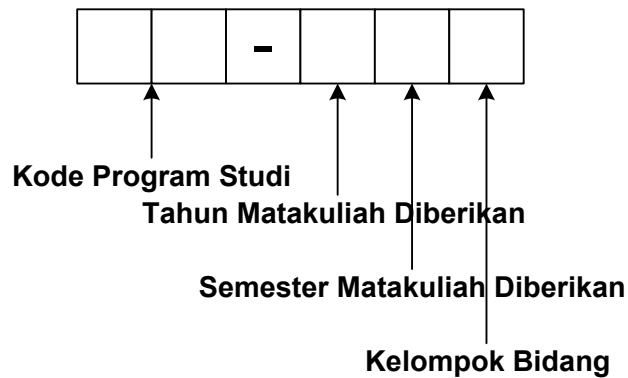 -
Kode Program Studi
Tahun Matakuliah Diberikan
Semester Matakuliah Diberikan
Kelompok Bidang